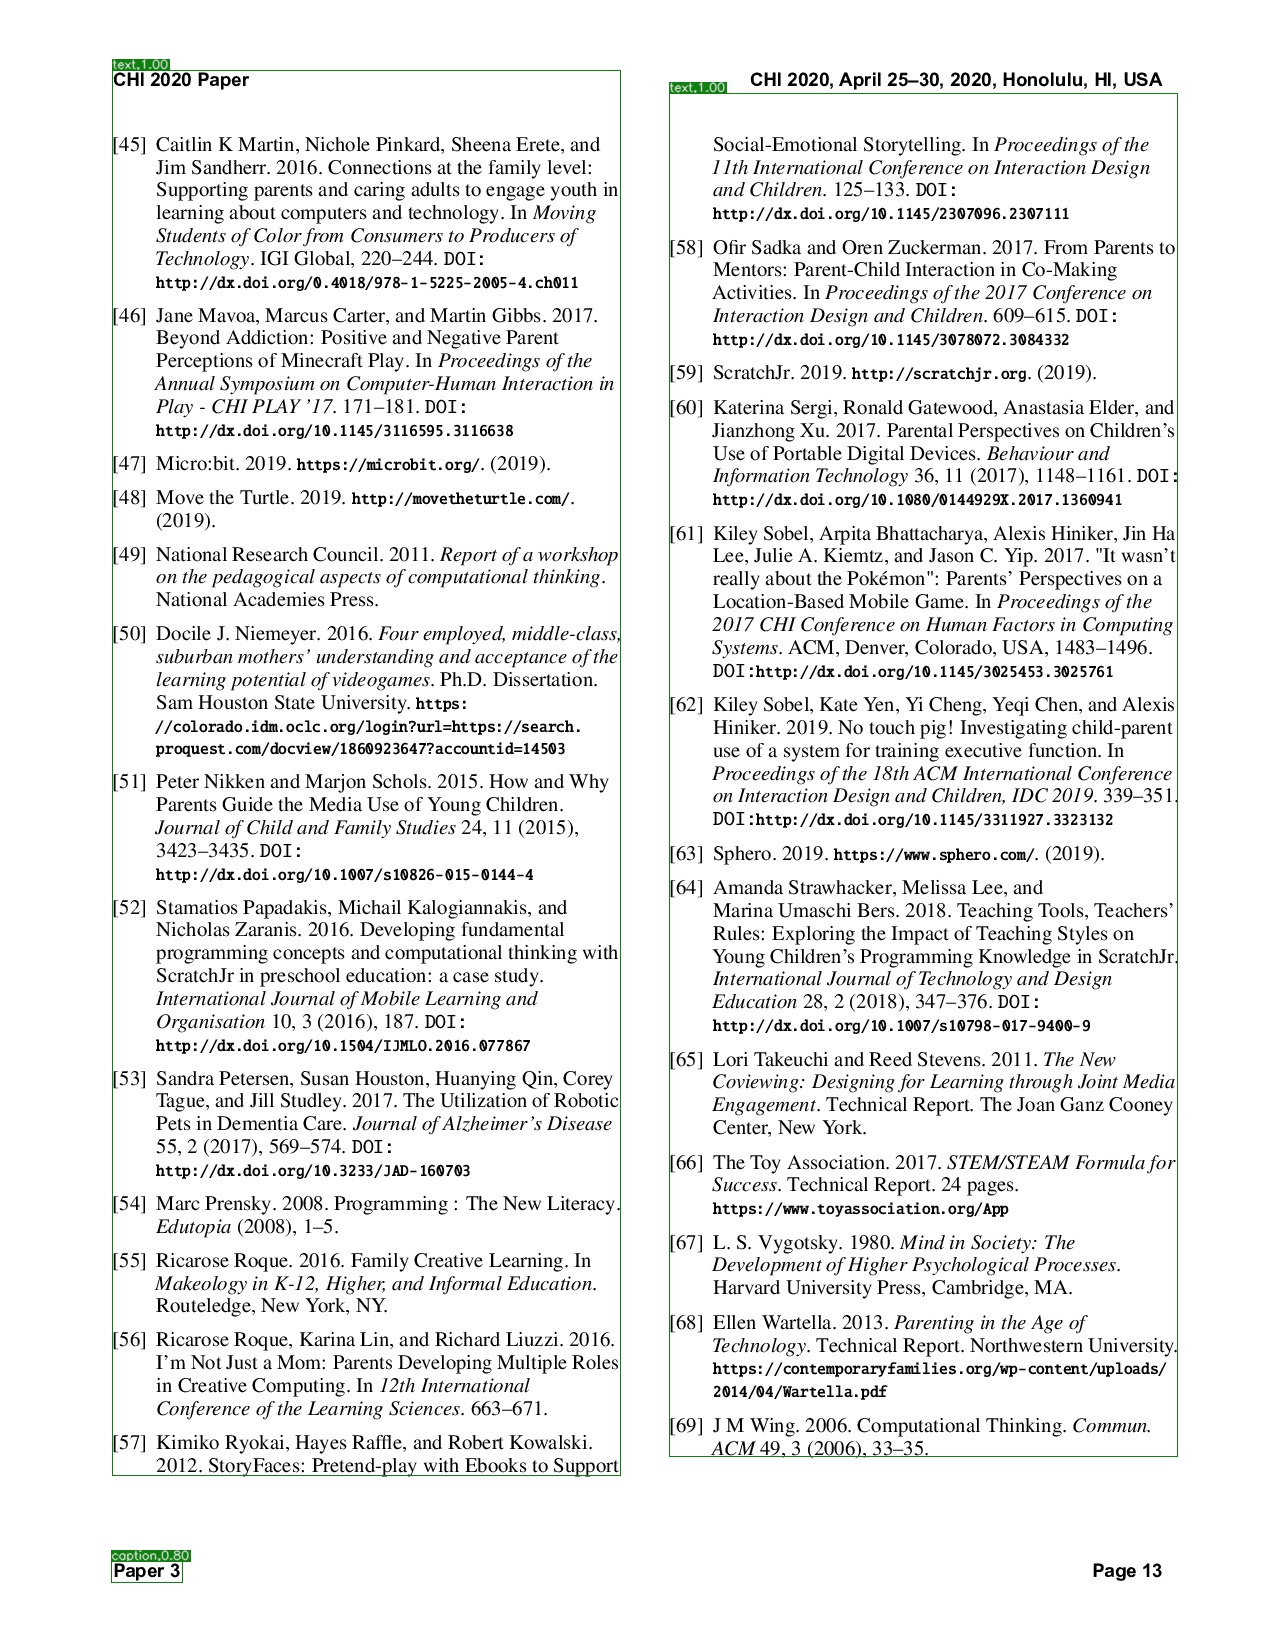 text,1.00
CHI 2020 Paper
text,1.00
CHI 2020, April 25–30, 2020, Honolulu, HI, USA
[45] Caitlin K Martin, Nichole Pinkard, Sheena Erete, and
Jim Sandherr. 2016. Connections at the family level:
Supporting parents and caring adults to engage youth in
learning about computers and technology. In Moving
Students of Color from Consumers to Producers of
Technology. IGI Global, 220–244. DOI:
http://dx.doi.org/0.4018/978-1-5225-2005-4.ch011
[46] Jane Mavoa, Marcus Carter, and Martin Gibbs. 2017.
Beyond Addiction: Positive and Negative Parent
Perceptions of Minecraft Play. In Proceedings of the
Annual Symposium on Computer-Human Interaction in
Play - CHI PLAY ’17. 171–181. DOI:
http://dx.doi.org/10.1145/3116595.3116638
[47] Micro:bit. 2019. https://microbit.org/. (2019).
[48] Move the Turtle. 2019. http://movetheturtle.com/.
(2019).
[49] National Research Council. 2011. Report of a workshop
on the pedagogical aspects of computational thinking.
National Academies Press.
[50] Docile J. Niemeyer. 2016. Four employed, middle-class,
suburban mothers’ understanding and acceptance of the
learning potential of videogames. Ph.D. Dissertation.
Sam Houston State University. https:
//colorado.idm.oclc.org/login?url=https://search.
proquest.com/docview/1860923647?accountid=14503
[51] Peter Nikken and Marjon Schols. 2015. How and Why
Parents Guide the Media Use of Young Children.
Journal of Child and Family Studies 24, 11 (2015),
3423–3435. DOI:
http://dx.doi.org/10.1007/s10826-015-0144-4
[52] Stamatios Papadakis, Michail Kalogiannakis, and
Nicholas Zaranis. 2016. Developing fundamental
programming concepts and computational thinking with
ScratchJr in preschool education: a case study.
International Journal of Mobile Learning and
Organisation 10, 3 (2016), 187. DOI:
http://dx.doi.org/10.1504/IJMLO.2016.077867
[53] Sandra Petersen, Susan Houston, Huanying Qin, Corey
Tague, and Jill Studley. 2017. The Utilization of Robotic
Pets in Dementia Care. Journal of Alzheimer’s Disease
55, 2 (2017), 569–574. DOI:
http://dx.doi.org/10.3233/JAD-160703
[54] Marc Prensky. 2008. Programming : The New Literacy.
Edutopia (2008), 1–5.
[55] Ricarose Roque. 2016. Family Creative Learning. In
Makeology in K-12, Higher, and Informal Education.
Routeledge, New York, NY.
[56] Ricarose Roque, Karina Lin, and Richard Liuzzi. 2016.
I’m Not Just a Mom: Parents Developing Multiple Roles
in Creative Computing. In 12th International
Conference of the Learning Sciences. 663–671.
[57] Kimiko Ryokai, Hayes Raffle, and Robert Kowalski.
2012. StoryFaces: Pretend-play with Ebooks to Support
Social-Emotional Storytelling. In Proceedings of the
11th International Conference on Interaction Design
and Children. 125–133. DOI:
http://dx.doi.org/10.1145/2307096.2307111
[58] Ofir Sadka and Oren Zuckerman. 2017. From Parents to
Mentors: Parent-Child Interaction in Co-Making
Activities. In Proceedings of the 2017 Conference on
Interaction Design and Children. 609–615. DOI:
http://dx.doi.org/10.1145/3078072.3084332
[59] ScratchJr. 2019. http://scratchjr.org. (2019).
[60] Katerina Sergi, Ronald Gatewood, Anastasia Elder, and
Jianzhong Xu. 2017. Parental Perspectives on Children’s
Use of Portable Digital Devices. Behaviour and
Information Technology 36, 11 (2017), 1148–1161. DOI:
http://dx.doi.org/10.1080/0144929X.2017.1360941
[61] Kiley Sobel, Arpita Bhattacharya, Alexis Hiniker, Jin Ha
Lee, Julie A. Kiemtz, and Jason C. Yip. 2017. "It wasn’t
really about the Pokémon": Parents’ Perspectives on a
Location-Based Mobile Game. In Proceedings of the
2017 CHI Conference on Human Factors in Computing
Systems. ACM, Denver, Colorado, USA, 1483–1496.
DOI:http://dx.doi.org/10.1145/3025453.3025761
[62] Kiley Sobel, Kate Yen, Yi Cheng, Yeqi Chen, and Alexis
Hiniker. 2019. No touch pig! Investigating child-parent
use of a system for training executive function. In
Proceedings of the 18th ACM International Conference
on Interaction Design and Children, IDC 2019. 339–351.
DOI:http://dx.doi.org/10.1145/3311927.3323132
[63] Sphero. 2019. https://www.sphero.com/. (2019).
[64] Amanda Strawhacker, Melissa Lee, and
Marina Umaschi Bers. 2018. Teaching Tools, Teachers’
Rules: Exploring the Impact of Teaching Styles on
Young Children’s Programming Knowledge in ScratchJr.
International Journal of Technology and Design
Education 28, 2 (2018), 347–376. DOI:
http://dx.doi.org/10.1007/s10798-017-9400-9
[65] Lori Takeuchi and Reed Stevens. 2011. The New
Coviewing: Designing for Learning through Joint Media
Engagement. Technical Report. The Joan Ganz Cooney
Center, New York.
[66] The Toy Association. 2017. STEM/STEAM Formula for
Success. Technical Report. 24 pages.
https://www.toyassociation.org/App
[67] L. S. Vygotsky. 1980. Mind in Society: The
Development of Higher Psychological Processes.
Harvard University Press, Cambridge, MA.
[68] Ellen Wartella. 2013. Parenting in the Age of
Technology. Technical Report. Northwestern University.
https://contemporaryfamilies.org/wp-content/uploads/
2014/04/Wartella.pdf
[69] J M Wing. 2006. Computational Thinking. Commun.
ACM 49, 3 (2006), 33–35.
caption,0.80
Paper 3
Page 13